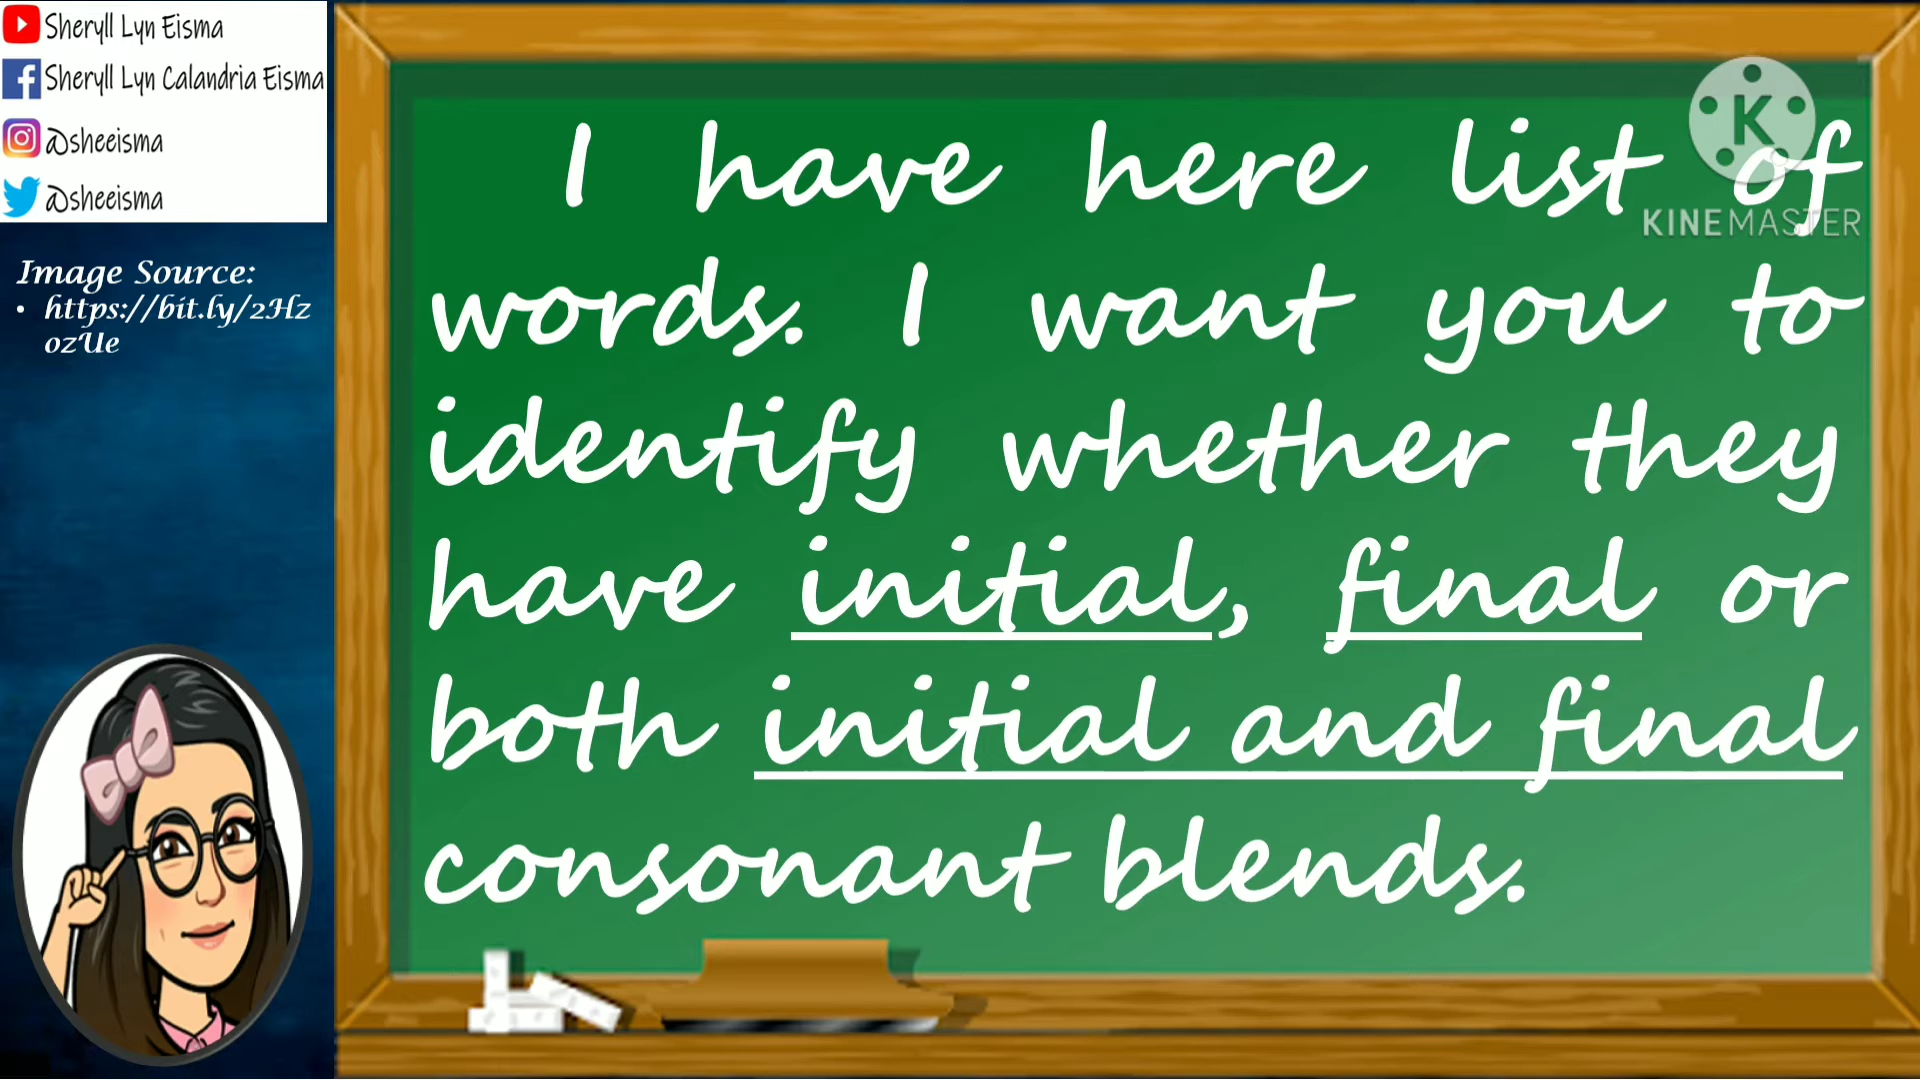 Sheryll Lyn Eisma
Sheryll Lyn Calandria Eisma
@sheeisma
@sheeisma
Image Source:
• https://bit.ly/2Hz
ozUe
I have here list of
words. I want you to
identify whether they
have initial, final or
both initial and final
consonant blends.
K
KINEMASTER